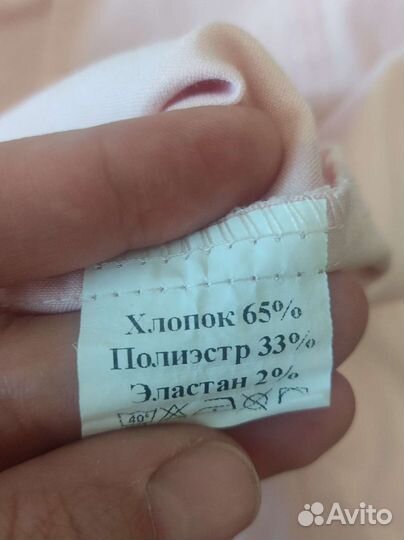 Хлопок 65%
Полиэстр 33%
Эластан 2%
40°
Avito